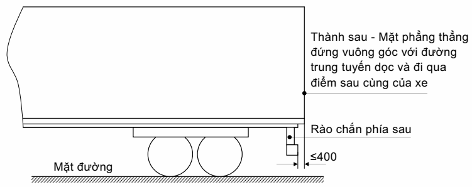 Thành sau - Mặt phẳng thẳng
đứng vuông góc với đường
trung tuyến dọc và đi qua
điểm sau cùng của xe
Rào chắn phía sau
≤400
Mặt đường